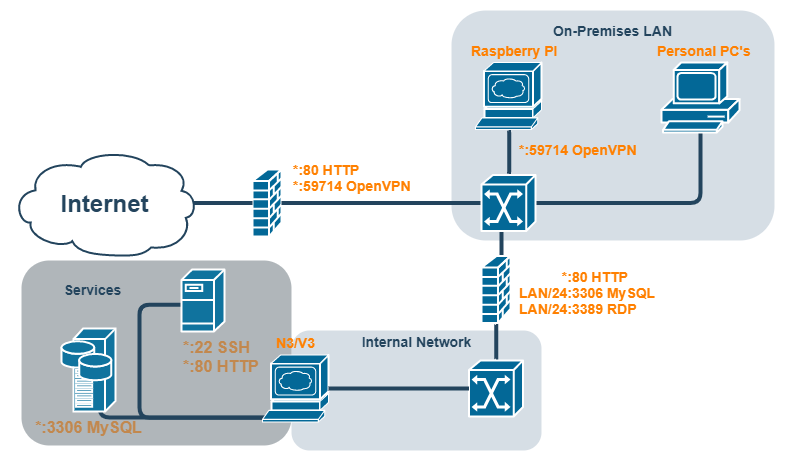 On-Premises LAN
Raspberry PI
Personal PC's
*:59714 OpenVPN
*:80 HTTP
*:59714 OpenVPN
Internet
*:80 HTTP
LAN/24:3306 MySQL
LAN/24:3389 RDP
Services
*:22 SSH
*:80 HTTP
N3/V3
Internal Network
*:3306 MySQL